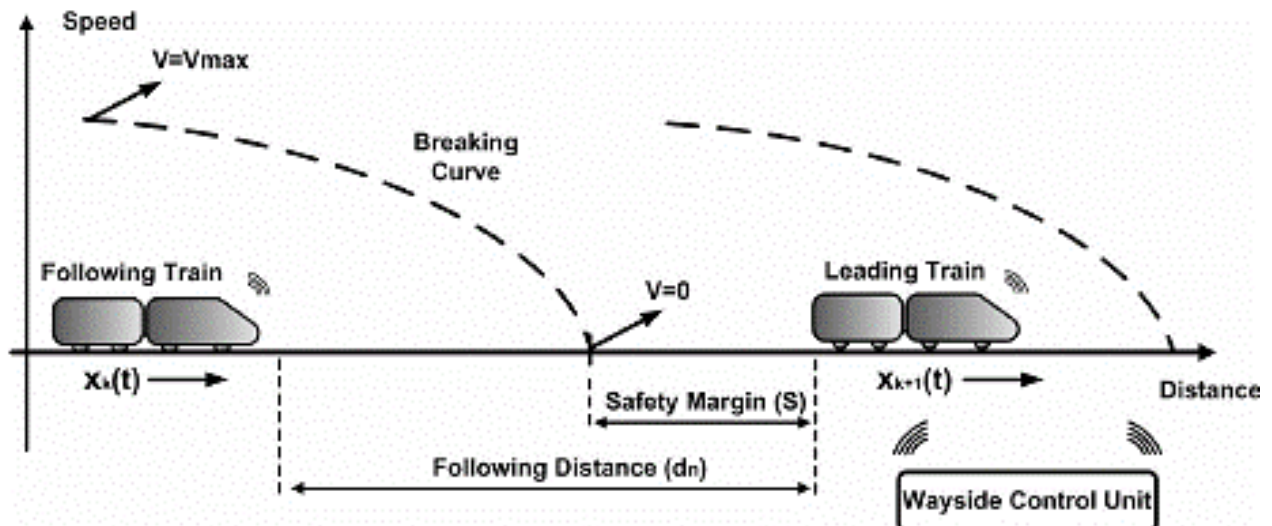 Speed
V=Vmax
Breaking
Curve
Following Train
Leading Train
V=0
Xk(t)
Xk+1(t)
Distance
Safety Margin (S)
Following Distance (dn)
Wayside Control Unit